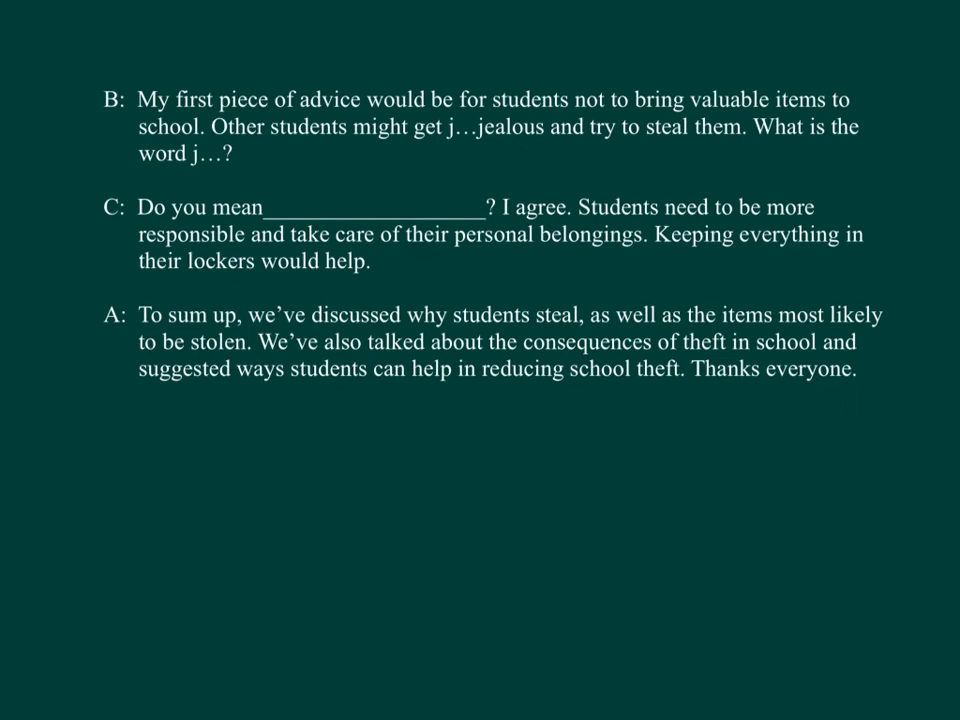 B: My first piece of advice would be for students not to bring valuable items to
school. Other students might get j…jealous and try to steal them. What is the
word j…?
C: Do you mean___________________? I agree. Students need to be more
responsible and take care of their personal belongings. Keeping everything in
their lockers would help.
A: To sum up, we’ve discussed why students steal, as well as the items most likely
to be stolen. We’ve also talked about the consequences of theft in school and
suggested ways students can help in reducing school theft. Thanks everyone.